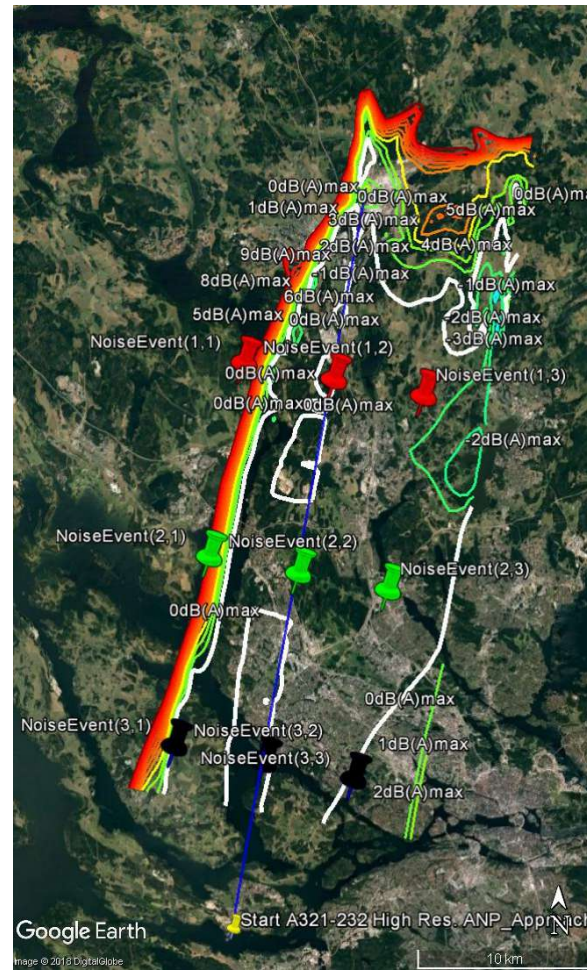 0dB(A)max
0dB(A)max
0dB(A)max
1dB(A)max
3dB(A)max
5dB(A)max
2dB(A)max
4dB(A)max
9dB(A)max
-1dB(A)max
8dB(A)max
-1dB(A)max
6dB(A)max
5dB(A)max
0dB(A)max
-2dB(A)max
-3dB(A)max
NoiseEvent(1,1)
NoiseEvent(1,2)
0dB(A)max
NoiseEvent(1,3)
0dB(A)max
0dB(A)max
-2dB(A)max
NoiseEvent(2,1)
NoiseEvent(2,2)
NoiseEvent(2,3)
0dB(A)max
0dB(A)max
NoiseEvent(3,1)
NoiseEvent(3,2)
1dB(A)max
NoiseEvent(3,3)
2dB(A)max
Start A321-232 High Res. ANP_Approach
Google Earth
N
Image © 2018 DigitalGlobe
10 km